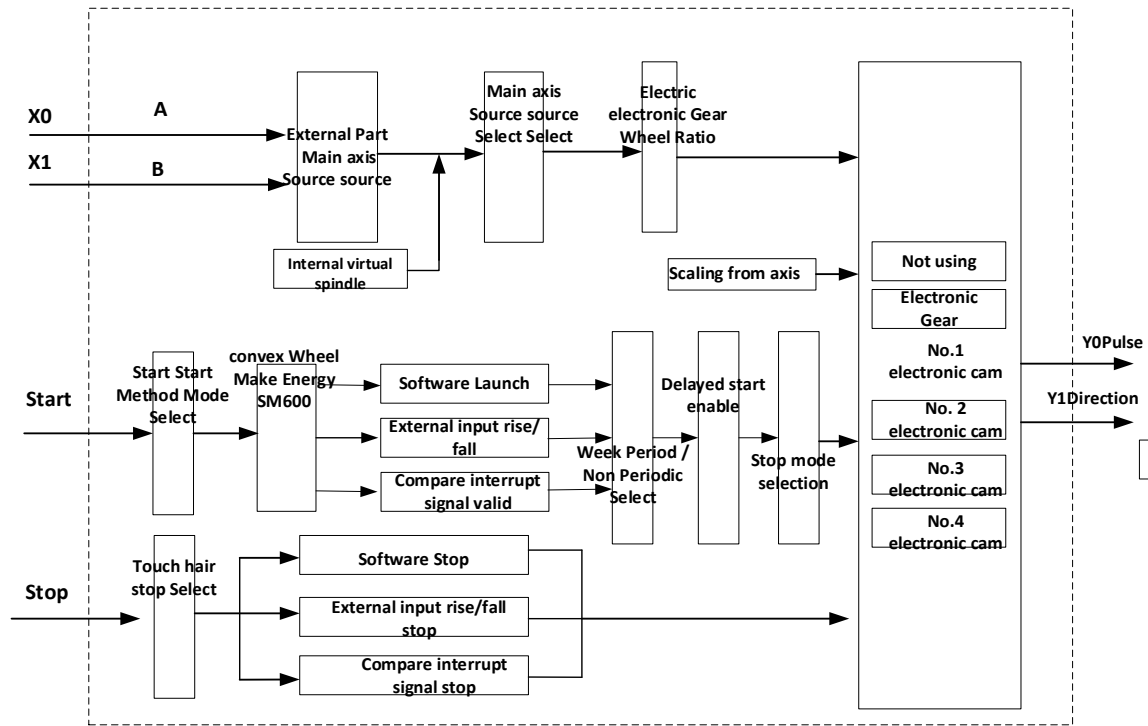 X0
A
X1
B
External Part
Main axis
Source source
Main axis
Source source
Select Select
Electric
electronic Gear
Wheel Ratio
Internal virtual
spindle
Scaling from axis
Not using
Electronic
Gear
No.1
electronic cam
No. 2
electronic cam
No.3
electronic cam
No.4
electronic cam
Y0Pulse
Y1Direction
Start
Start Start
Method Mode
Select
convex Wheel
Make Energy
SM600
Software Launch
External input rise/
fall
Compare interrupt
signal valid
Week Period /
Non Periodic
Select
Delayed start
enable
Stop mode
selection
Stop
Touch hair
stop Select
Software Stop
External input rise/fall
stop
Compare interrupt
signal stop